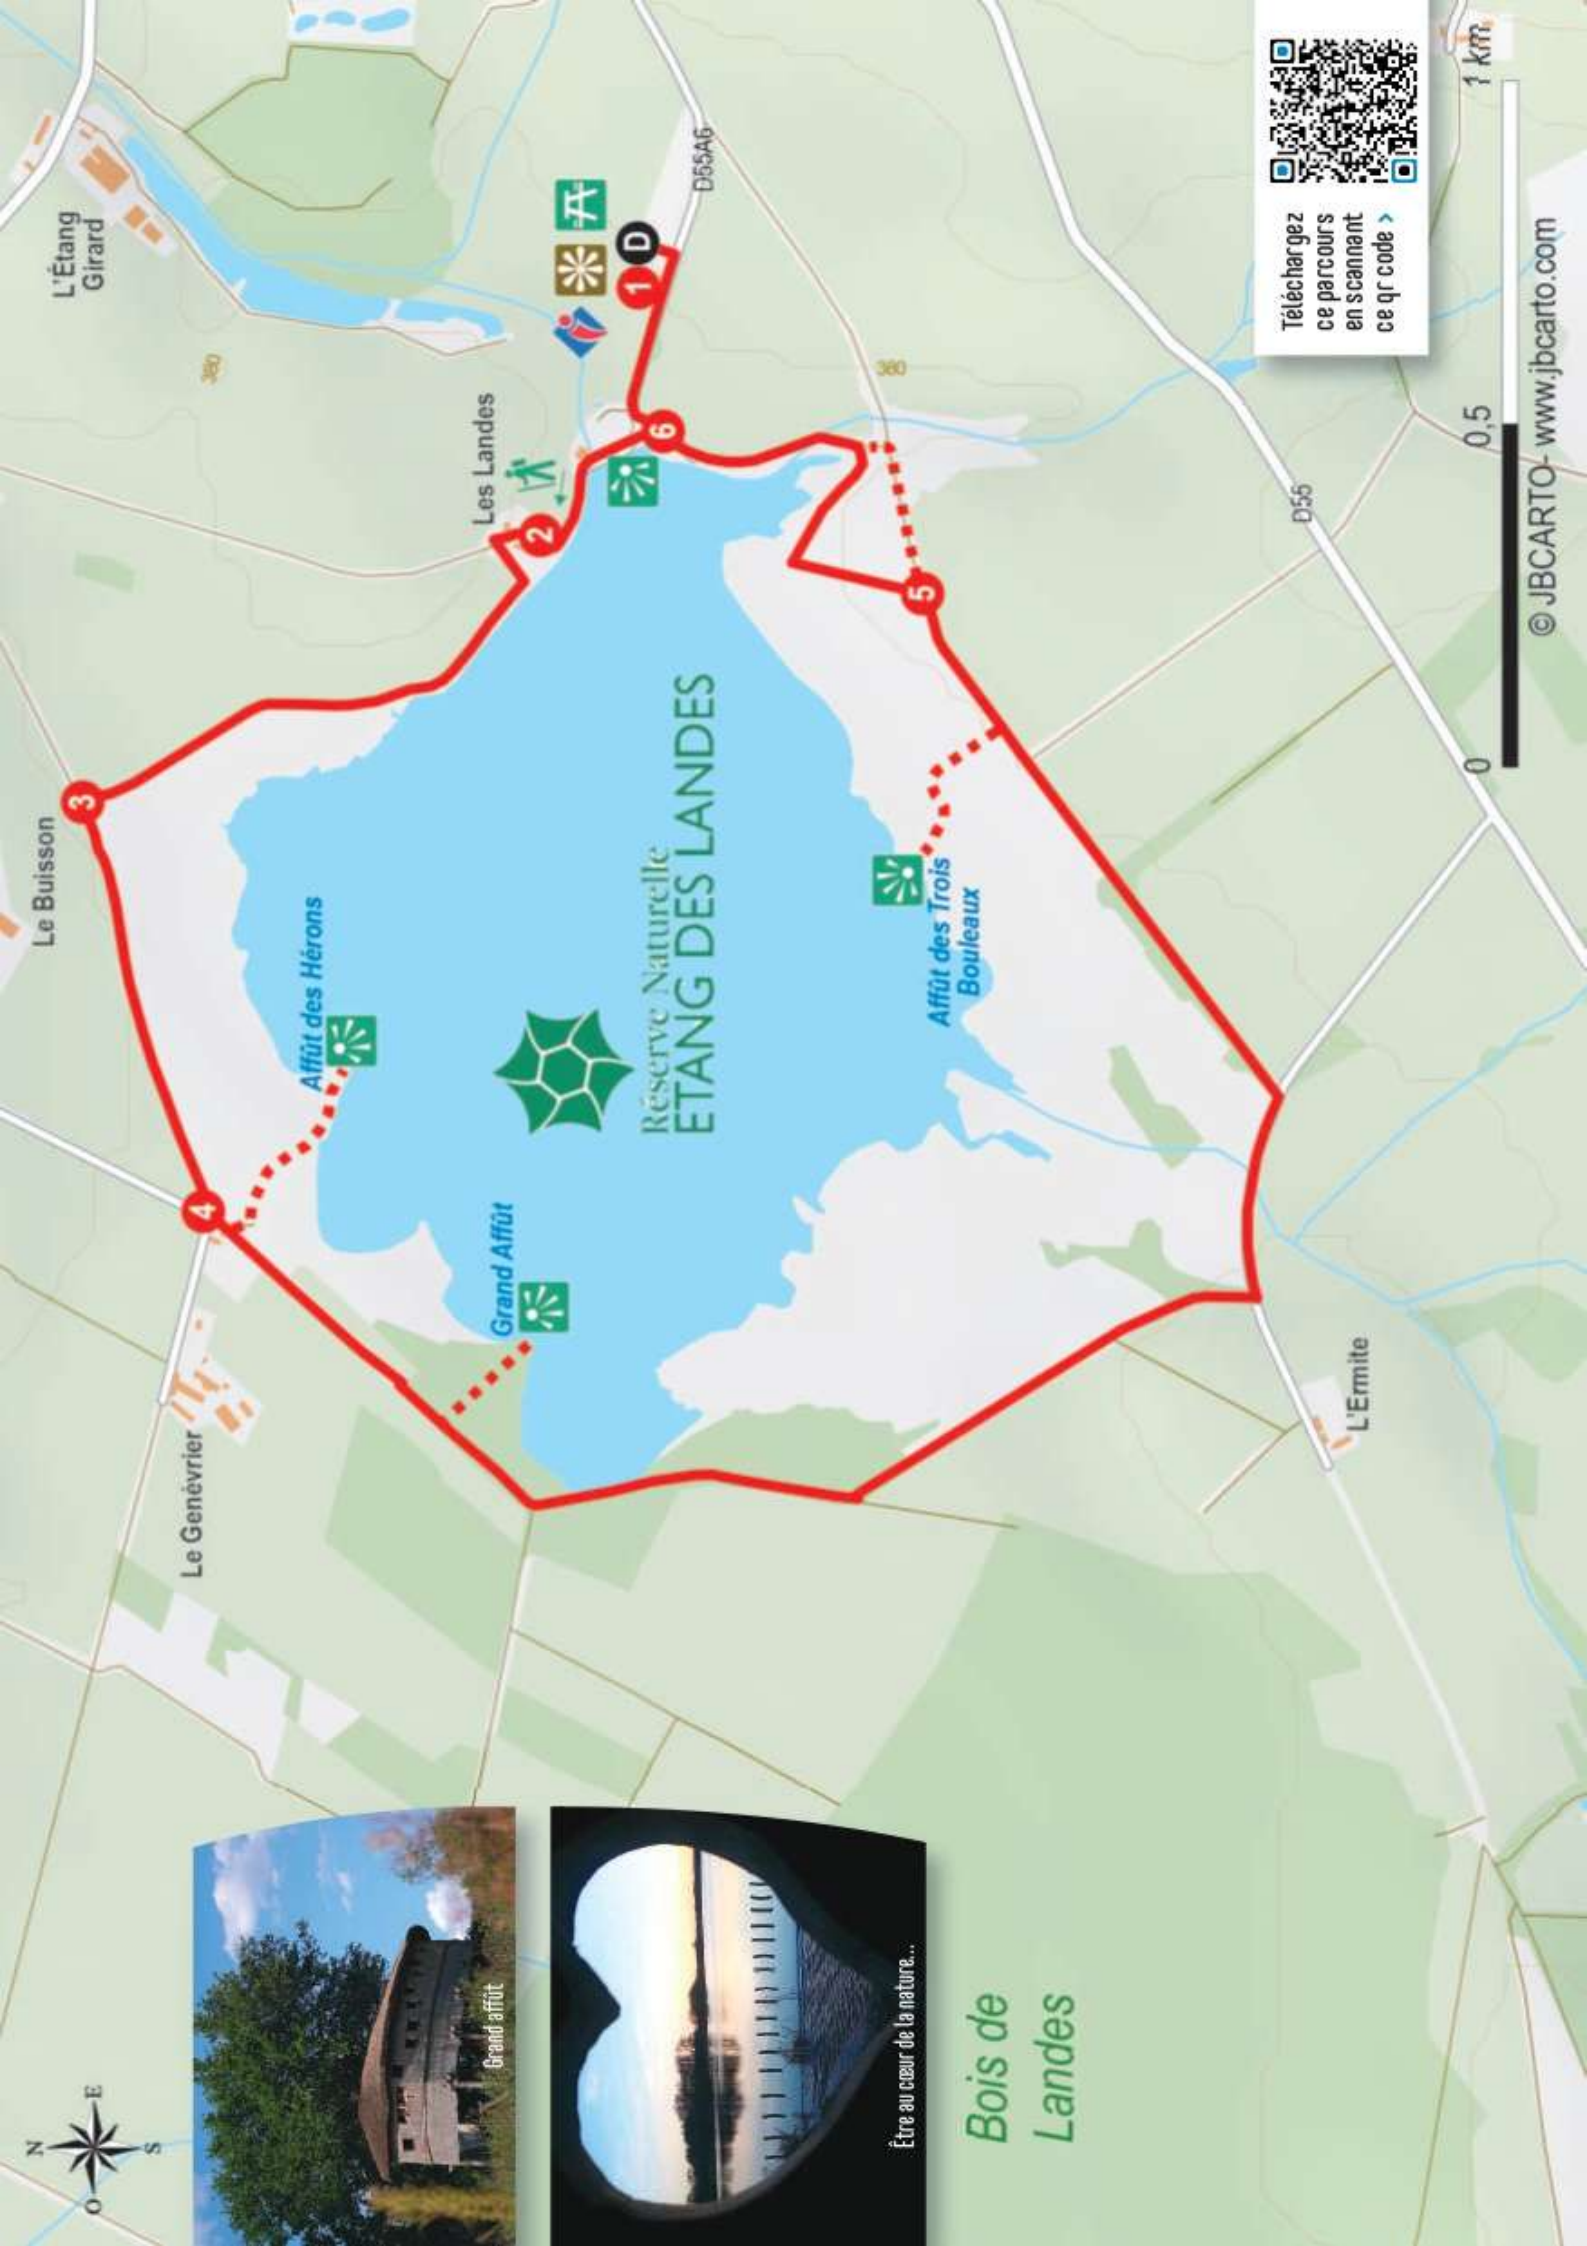 N
O
E
S
Grand affût
Être au cœur de la nature...
Bois de
Landes
Le Genévrier
Le Buisson
L'Étang
Girard
Les Landes
380
D55A6
1
D
2
3
4
5
6
Affût des Hérons
Grand Affût
Réserve Naturelle
ETANG DES LANDES
Affût des Trois
Bouleaux
380
L'Ermite
D55
Téléchargez
ce parcours
en scannant
ce qr code >
0
0,5
1 km
© JBCARTO- www.jbcarto.com